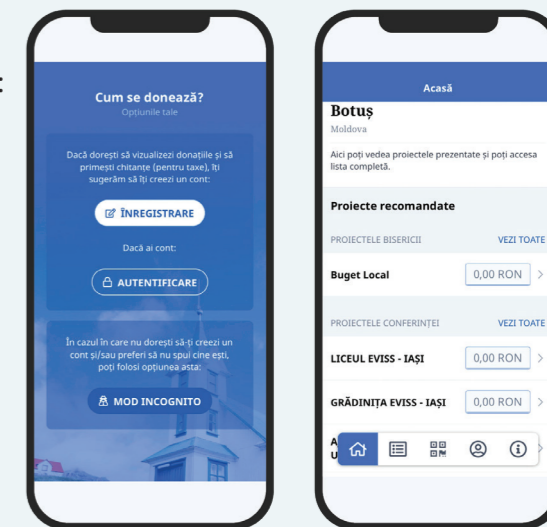 :
Cum se donează?
Opțiunile tale
Dacă dorești să vizualizezi donațiile și să
primești chitanțe (pentru taxe), îți
sugerăm să îți creezi un cont:
ÎNREGISTRARE
Dacă ai cont:
AUTENTIFICARE
În cazul în care nu dorești să-ți creezi un
cont și/sau preferi să nu spui cine ești,
poți folosi opțiunea asta:
MOD INCOGNITO
Acasă
Botuș
Moldova
Aici poți vedea proiectele prezentate și poți accesa
lista completă.
Proiecte recomandate
PROIECTELE BISERICII VEZI TOATE
Buget Local 0,00 RON
PROIECTELE CONFERINȚEI VEZI TOATE
LICEUL EVISS - IAȘI 0,00 RON
GRĂDINIȚA EVISS - IAȘI 0,00 RON